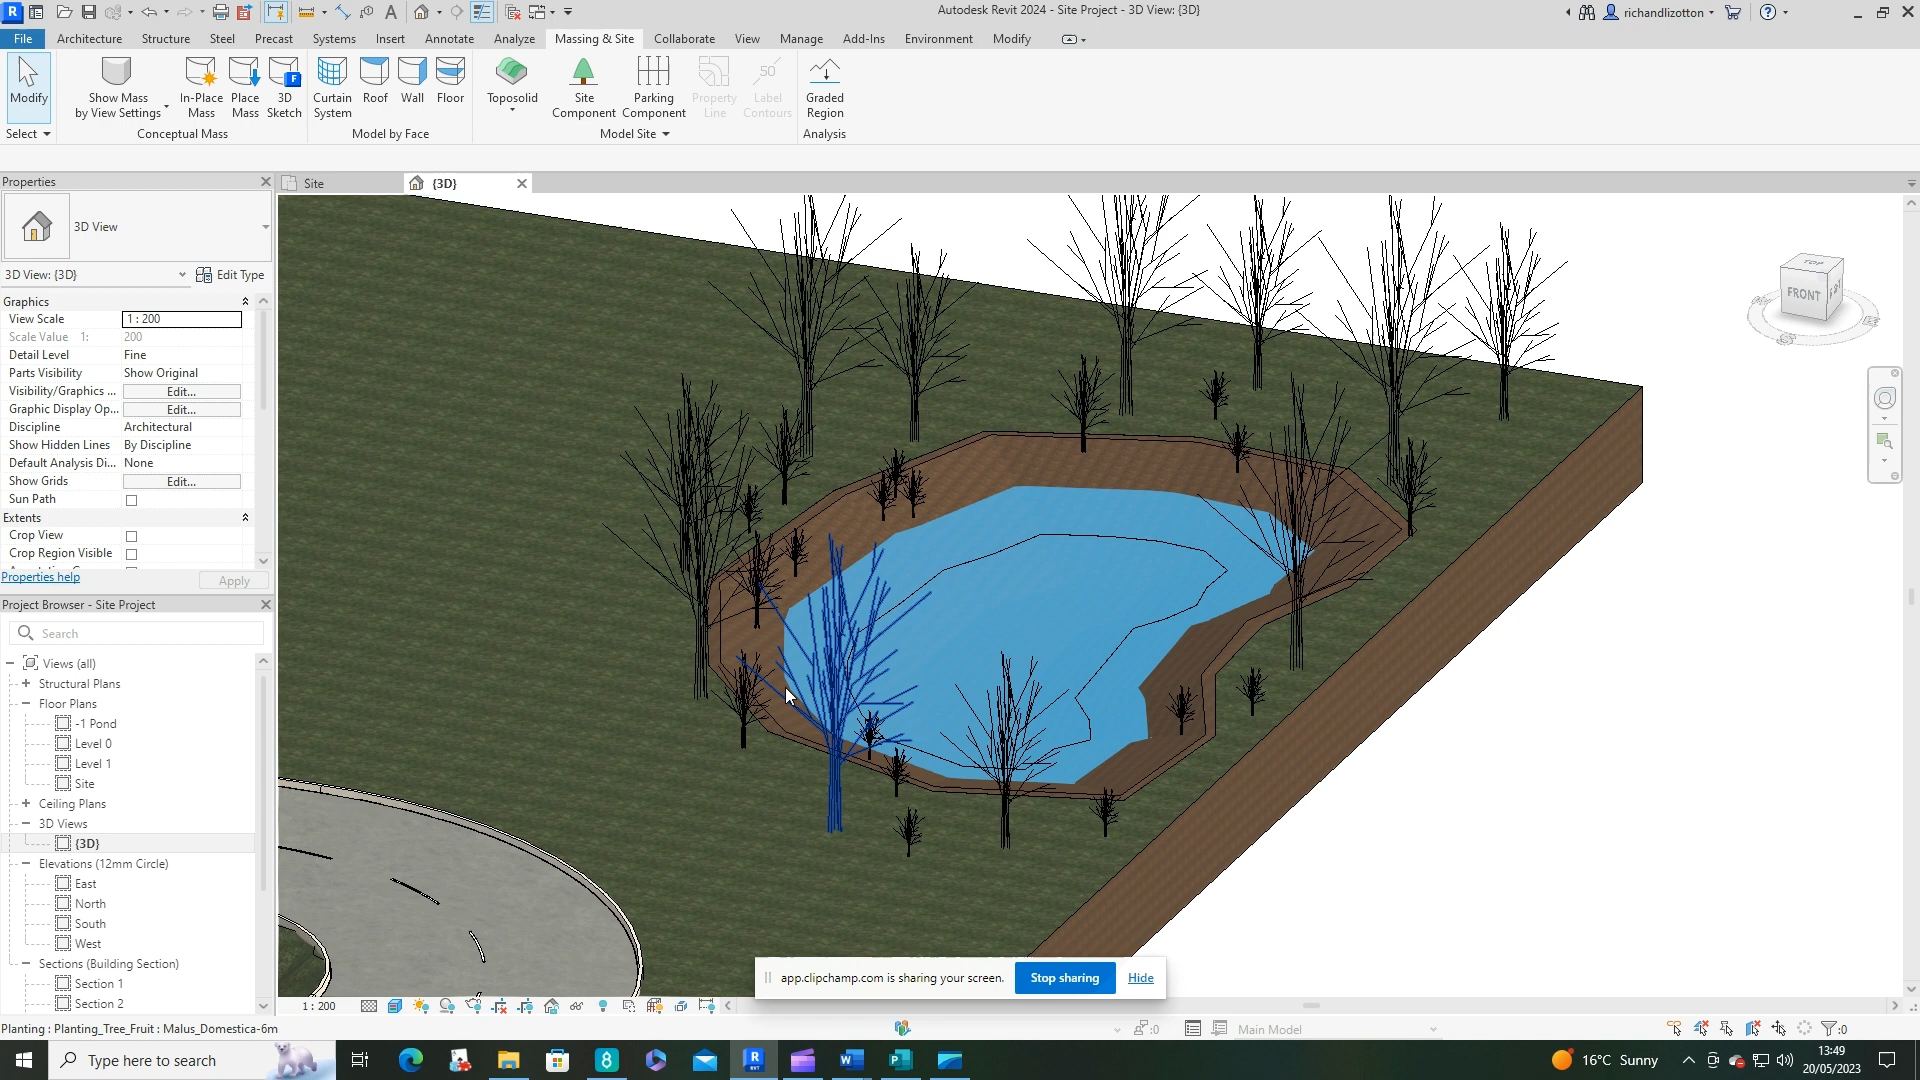 Autodesk Revit 2024 - Site Project - 3D View: {3D}
richandlizotton
File Architecture Structure Steel Precast Systems Insert Annotate Analyze Massing & Site Collaborate View Manage Add-Ins Environment Modify
Modify
Show Mass
by View Settings
In-Place
Mass
Place
Mass
3D
Sketch
Curtain
System
Roof
Wall
Floor
Toposolid
Site
Component
Parking
Component
Property
Line
Label
Contours
Graded
Region
Select
Conceptual Mass
Model by Face
Model Site
Analysis
Properties
Site
{3D}
3D View
3D View: {3D}
Edit Type
Graphics
View Scale 1 : 200
Scale Value 1: 200
Detail Level Fine
Parts Visibility Show Original
Visibility/Graphics ... Edit...
Graphic Display Op... Edit...
Discipline Architectural
Show Hidden Lines By Discipline
Default Analysis Di... None
Show Grids Edit...
Sun Path
Extents
Crop View
Crop Region Visible
Properties help
Apply
Project Browser - Site Project
Search
Views (all)
Structural Plans
Floor Plans
-1 Pond
Level 0
Level 1
Site
Ceiling Plans
3D Views
{3D}
Elevations (12mm Circle)
East
North
South
West
Sections (Building Section)
Section 1
Section 2
TOP
FRONT
app.clipchamp.com is sharing your screen.
Stop sharing
Hide
1 : 200
Planting : Planting_Tree_Fruit : Malus_Domestica-6m
:0
Main Model
:0
Type here to search
16°C Sunny
13:49
20/05/2023